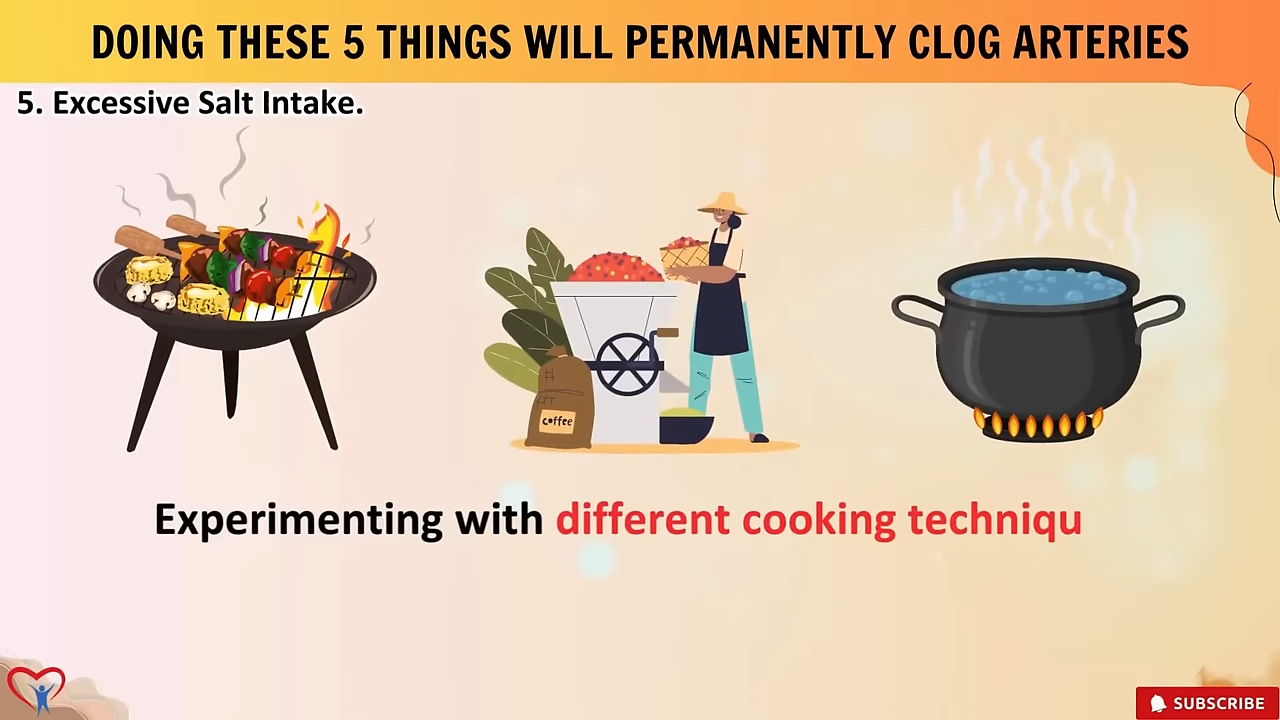 DOING THESE 5 THINGS WILL PERMANENTLY CLOG ARTERIES
5. Excessive Salt Intake.
coffee
Experimenting with different cooking techniqu
SUBSCRIBE